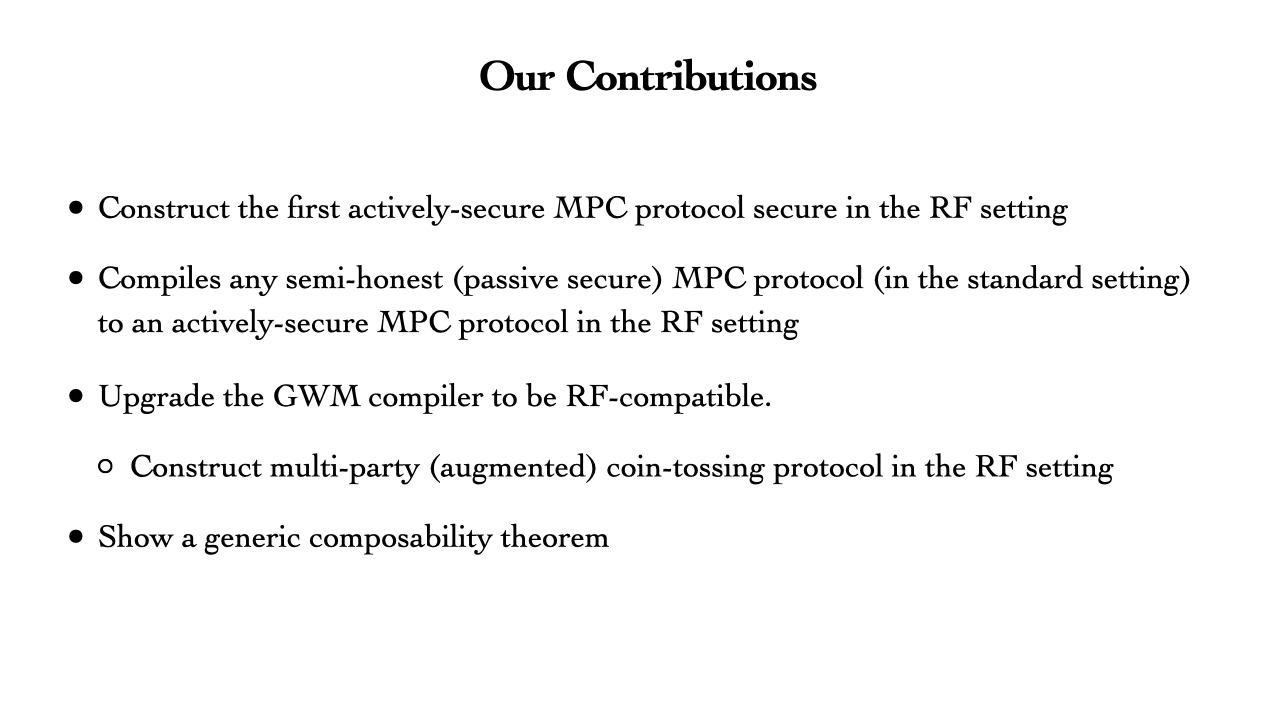 Our Contributions
• Construct the first actively-secure MPC protocol secure in the RF setting
• Compiles any semi-honest (passive secure) MPC protocol (in the standard setting)
to an actively-secure MPC protocol in the RF setting
• Upgrade the GWM compiler to be RF-compatible.
○ Construct multi-party (augmented) coin-tossing protocol in the RF setting
• Show a generic composability theorem